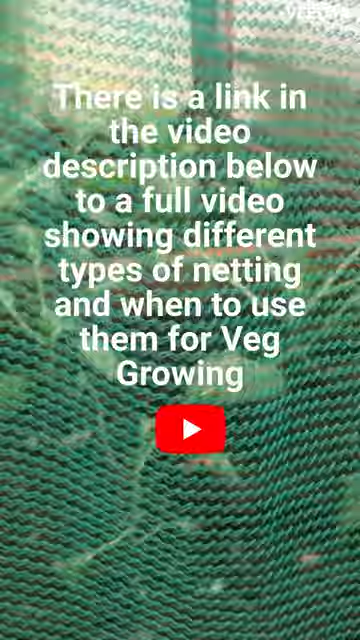 There is a link in
the video
description below
to a full video
showing different
types of netting
and when to use
them for Veg
Growing